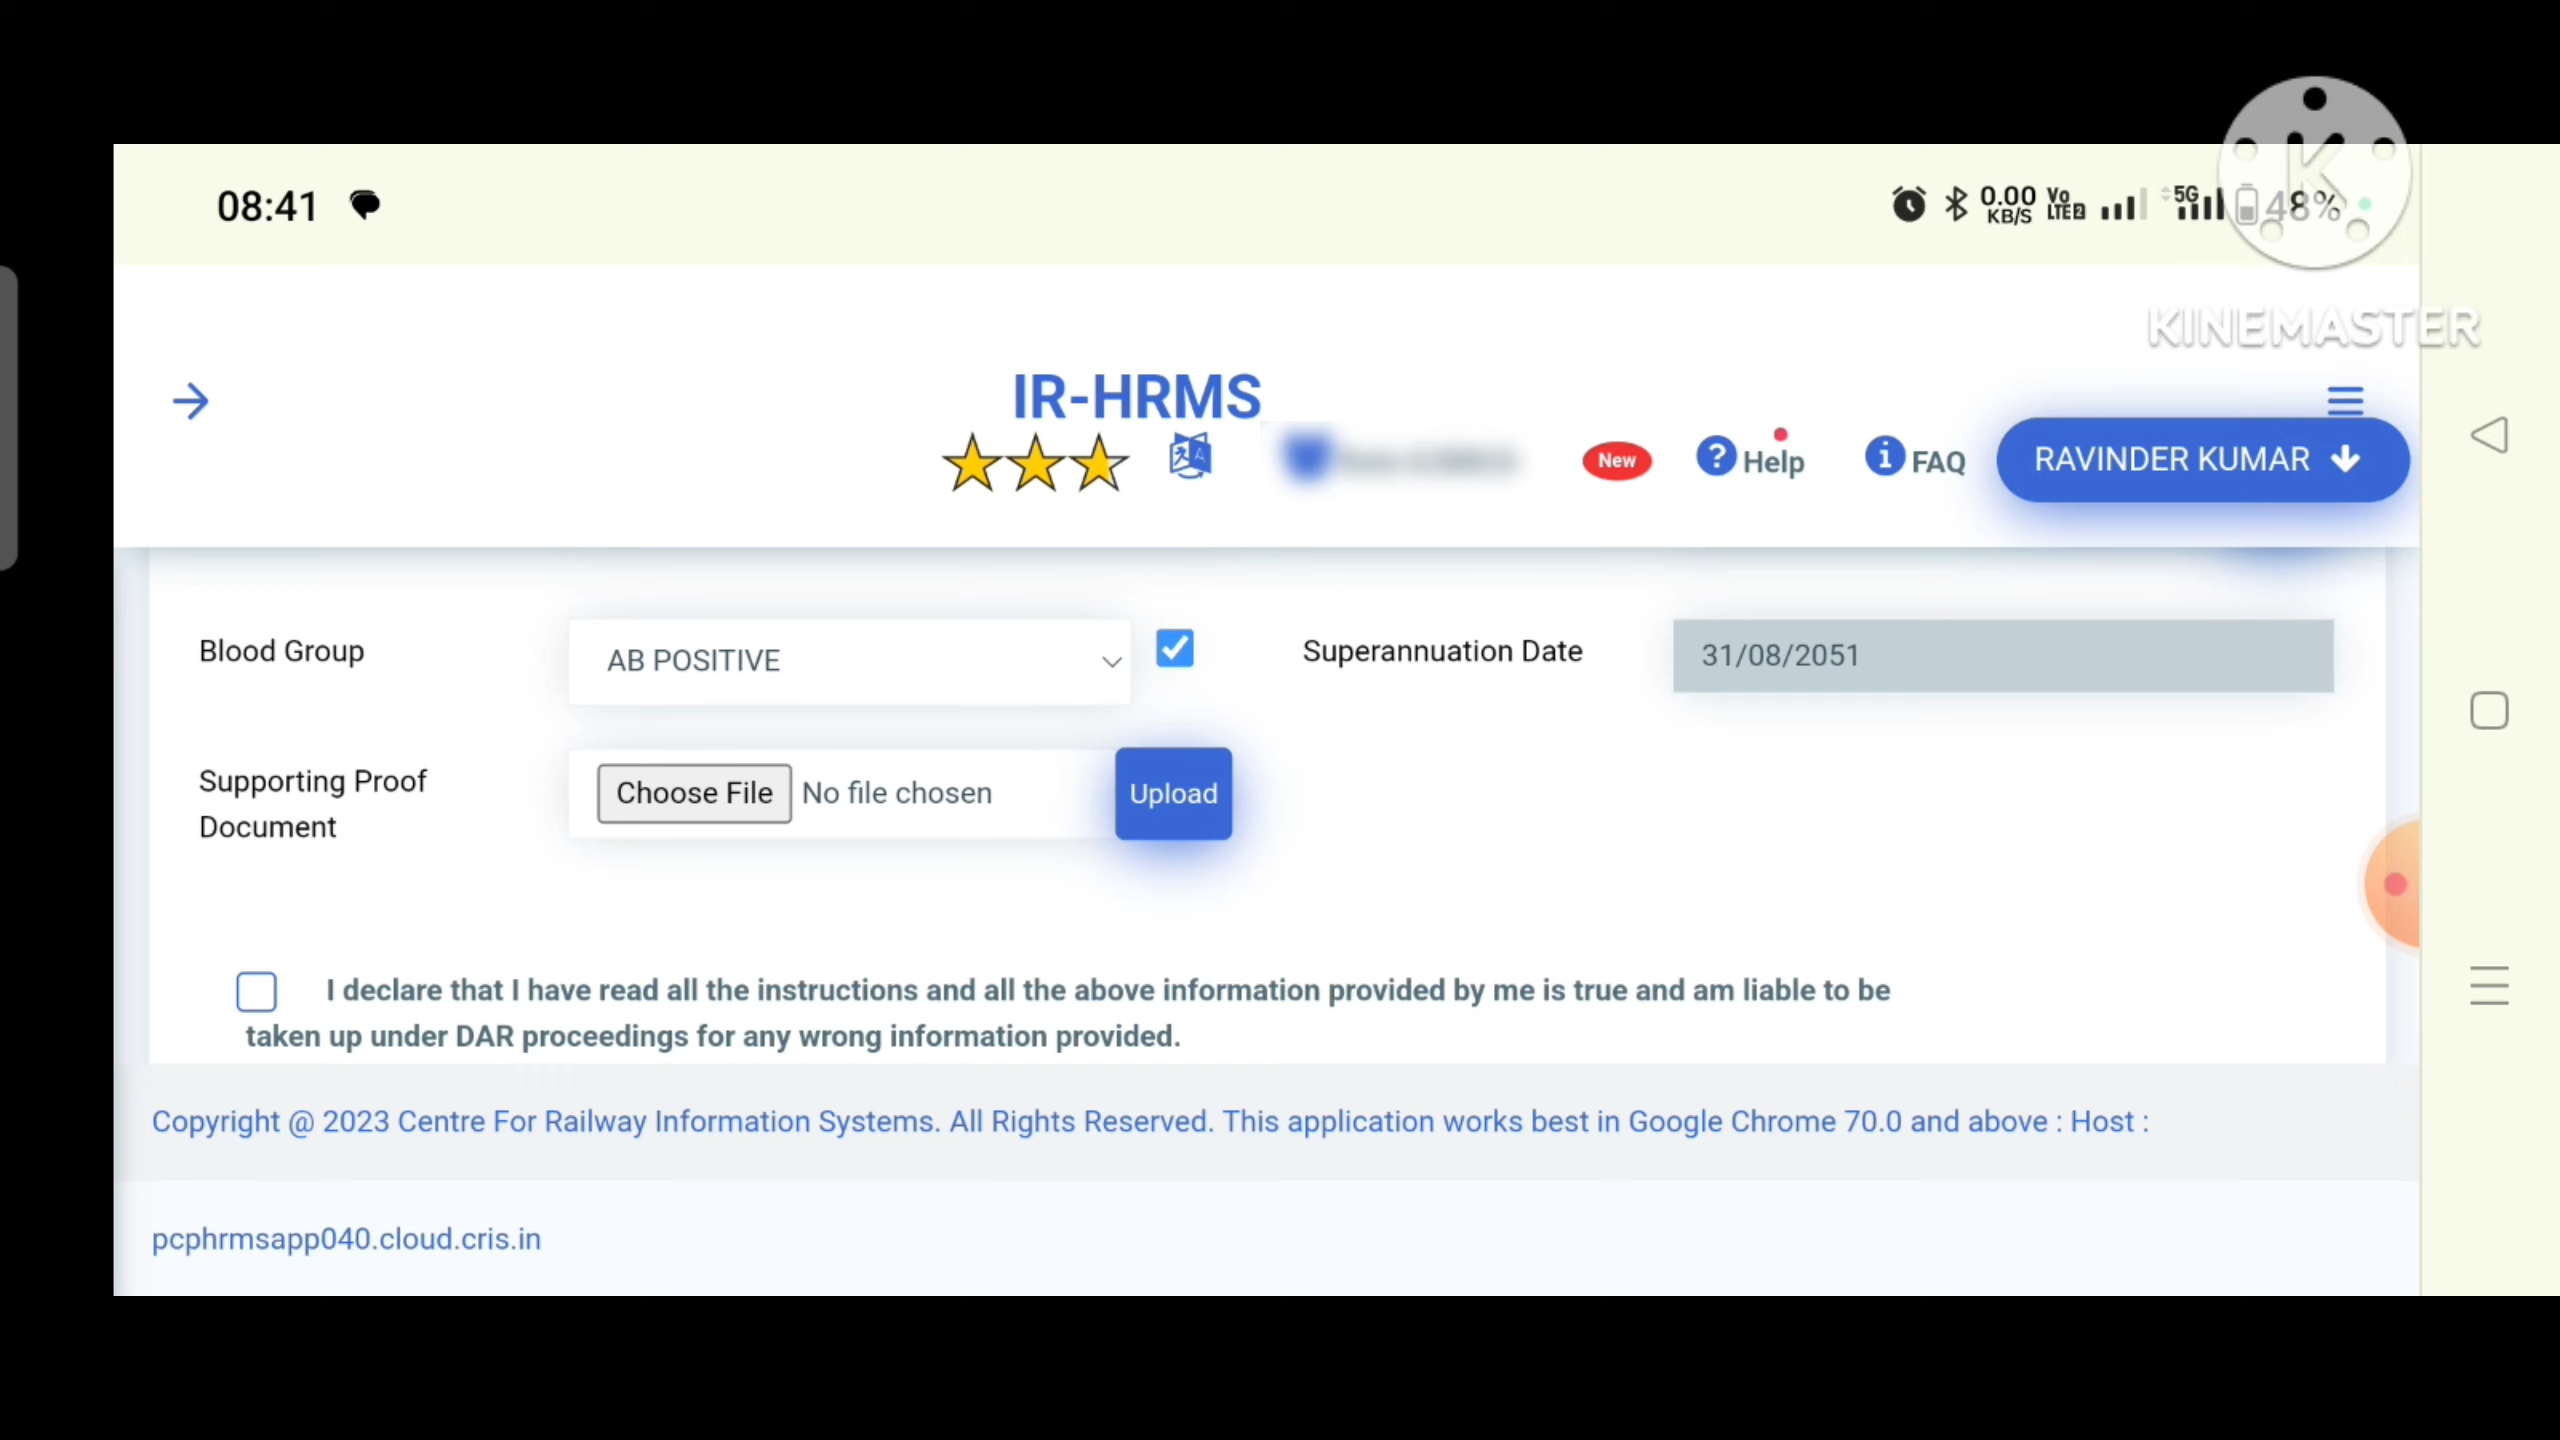 08:41
0.00 KB/S
Vo LTE 2
5G
48%
KINEMASTER
IR-HRMS
New
Help
FAQ
RAVINDER KUMAR
Blood Group
AB POSITIVE
Superannuation Date
31/08/2051
Supporting Proof
Document
Choose File
No file chosen
Upload
I declare that I have read all the instructions and all the above information provided by me is true and am liable to be
taken up under DAR proceedings for any wrong information provided.
Copyright @ 2023 Centre For Railway Information Systems. All Rights Reserved. This application works best in Google Chrome 70.0 and above : Host :
pcphrmsapp040.cloud.cris.in